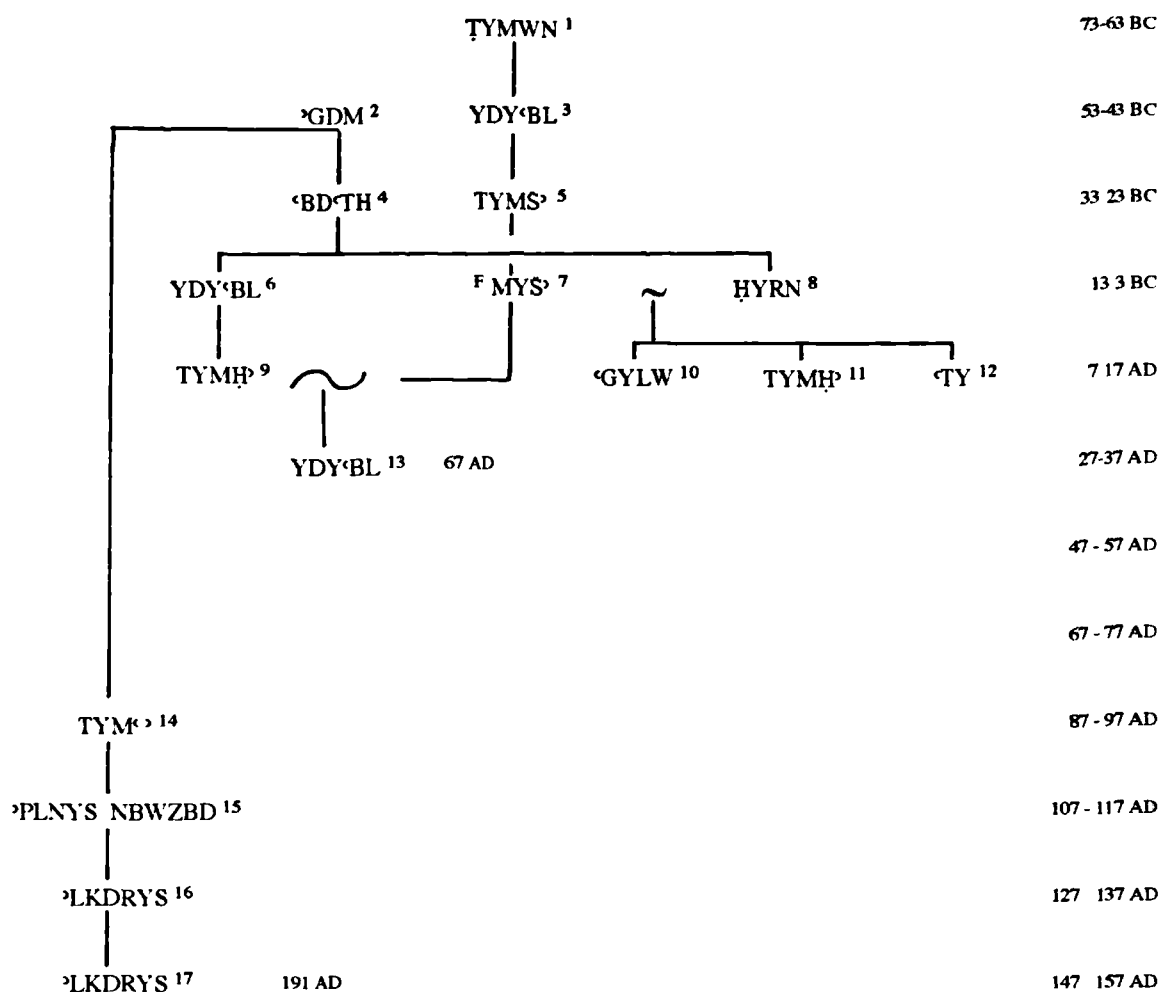 ṬYMWN 1 73-63 BC
ʾGDM 2 YDYʿBL 3 53-43 BC
ʿBDʿTH 4 TYMŠʾ 5 33 23 BC
YDYʿBL 6 F MYŠʾ 7 ~ ḤYRN 8 13 3 BC
TYMḤʾ 9 ʿGYLW 10 TYMḤʾ 11 ʿTY 12 7 17 AD
YDYʿBL 13 67 AD 27-37 AD
47 - 57 AD
67 - 77 AD
TYMʿʾ 14 87 - 97 AD
ʾPLNYS NBWZBD 15 107 - 117 AD
ʾLKDRYS 16 127 137 AD
ʾLKDRYS 17 191 AD 147 157 AD